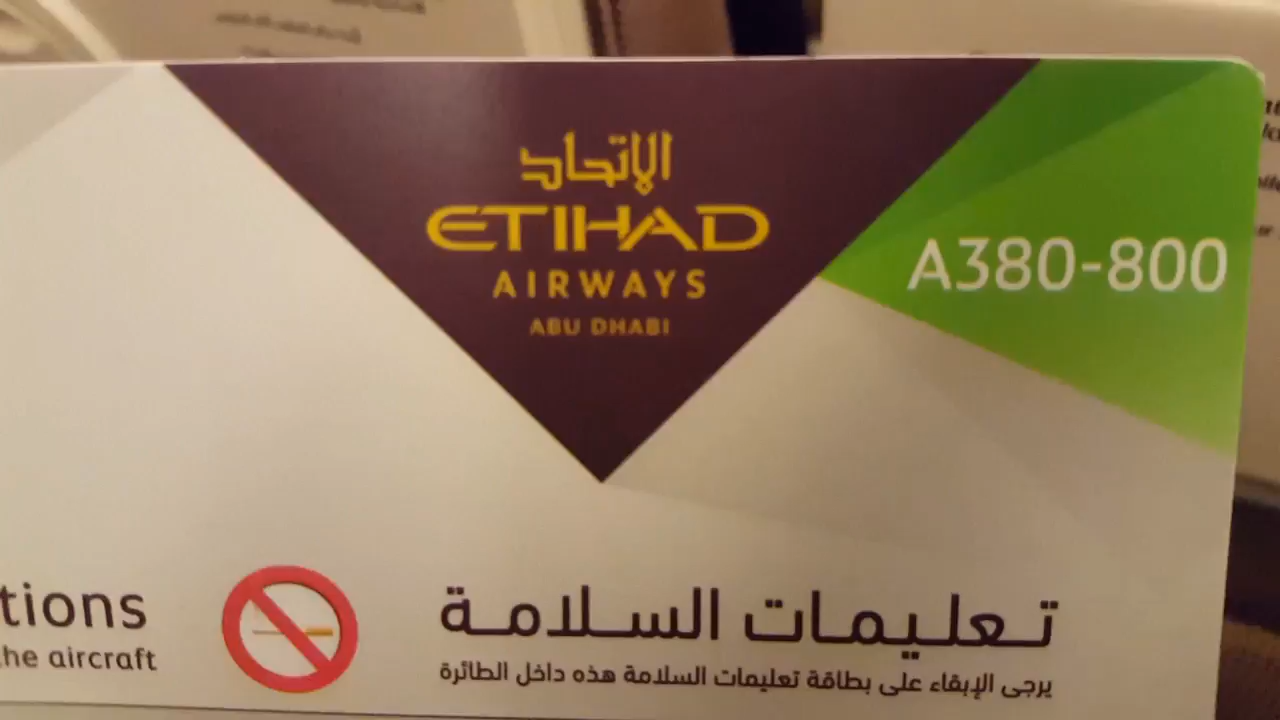 الاتحاد
ETIHAD
AIRWAYS
ABU DHABI
A380-800
tions
he aircraft
تعليمات السلامة
يرجى الإبقاء على بطاقة تعليمات السلامة هذه داخل الطائرة